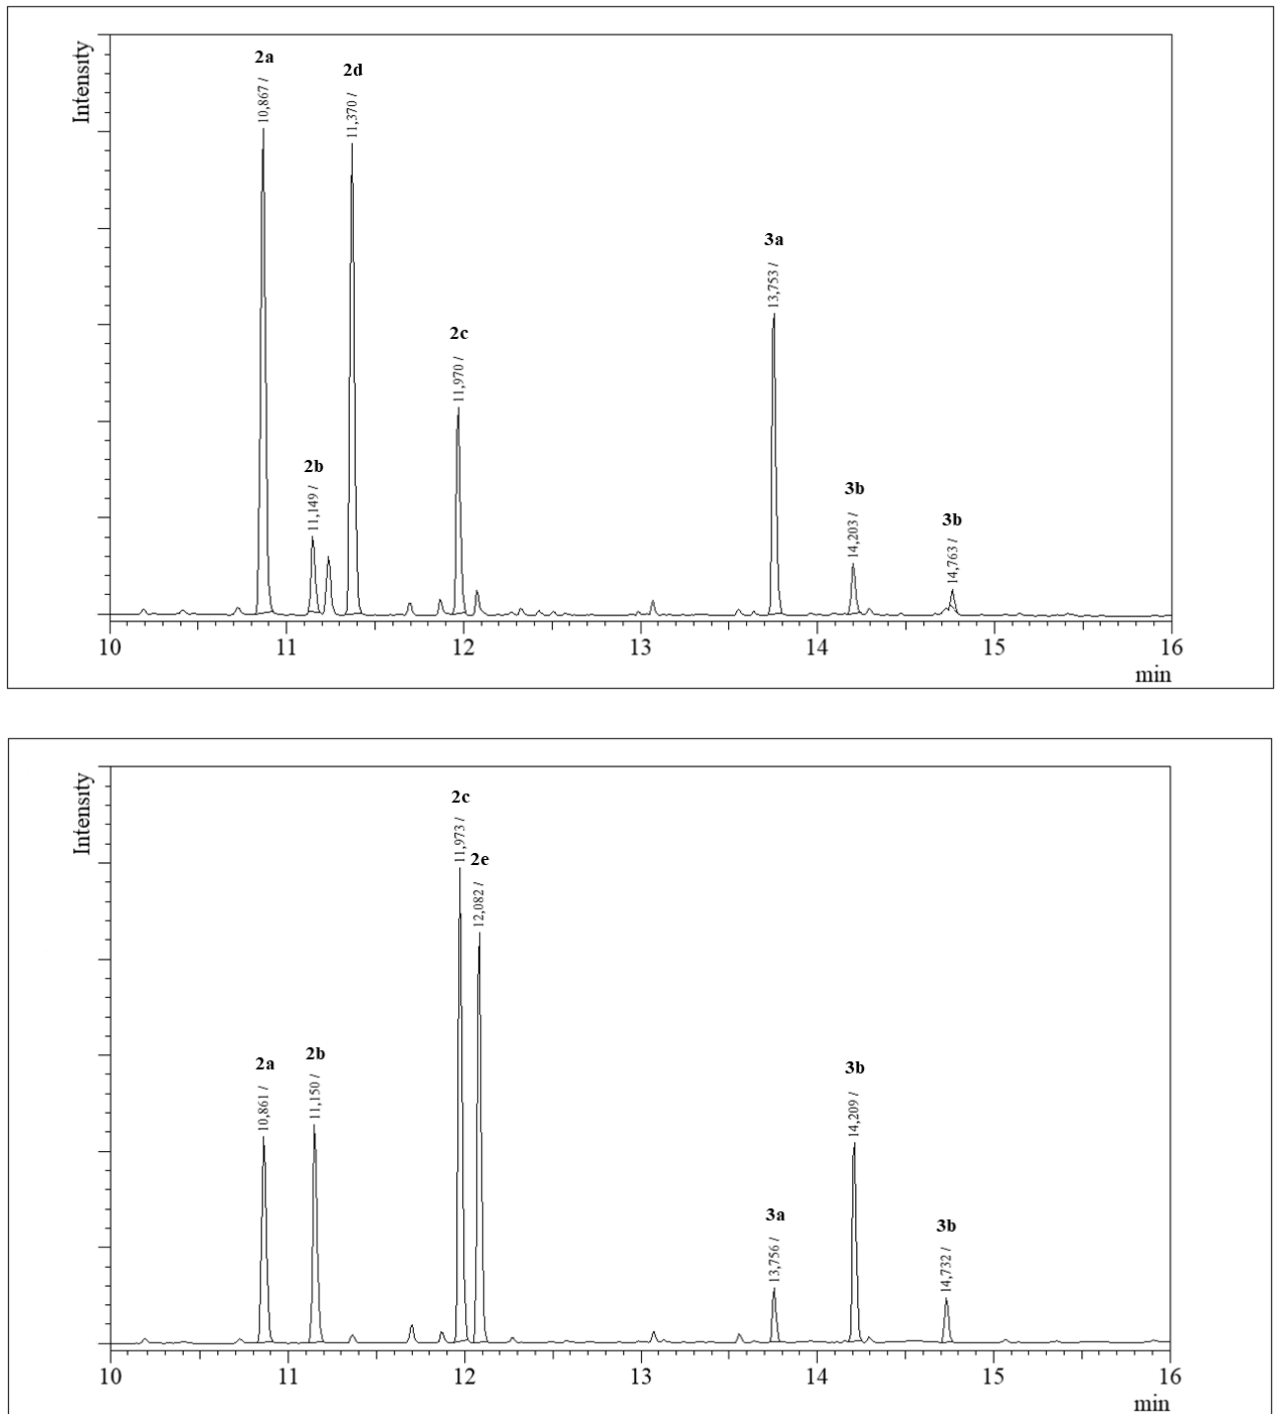 Intensity
2a
10,867 /
2d
11,370 /
3a
13,753 /
2c
11,970 /
2b
11,149 /
3b
14,203 /
3b
14,763 /
10 11 12 13 14 15 16
min
Intensity
2c
11,973 /
2e
12,082 /
2a
10,861 /
2b
11,150 /
3b
14,209 /
3a
13,756 /
3b
14,732 /
10 11 12 13 14 15 16
min